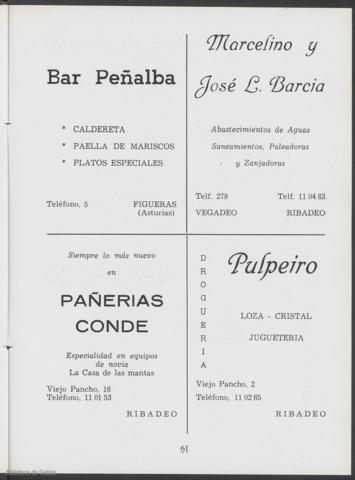 Bar Peñalba
* CALDERETA
* PAELLA DE MARISCOS
* PLATOS ESPECIALES
Teléfono, 5 FIGUERAS
(Asturias)
Marcelino y
José L. Barcia
Abastecimientos de Aguas
Saneamientos, Paleadoras
y Zanjadoras
Telf. 279 Telf. 11 04 83
VEGADEO RIBADEO
Siempre lo más nuevo
en
PAÑERIAS
CONDE
Especialidad en equipos
de novia
La Casa de las mantas
Viejo Pancho, 16
Teléfono, 11 01 53
RIBADEO
DROGUERIA
Pulpeiro
LOZA - CRISTAL
JUGUETERIA
Viejo Pancho, 2
Teléfono, 11 02 65
RIBADEO
61
Biblioteca de Galicia